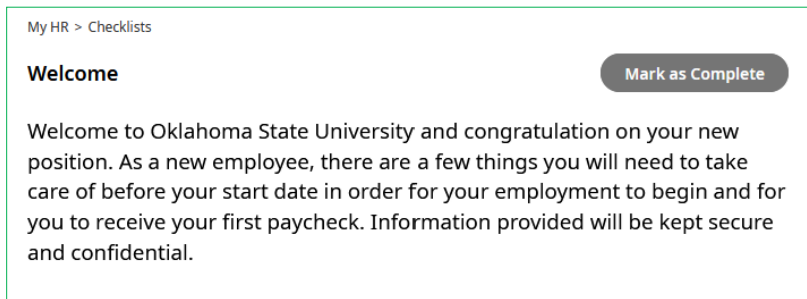 My HR > Checklists
Welcome
Mark as Complete
Welcome to Oklahoma State University and congratulation on your new
position. As a new employee, there are a few things you will need to take
care of before your start date in order for your employment to begin and for
you to receive your first paycheck. Information provided will be kept secure
and confidential.